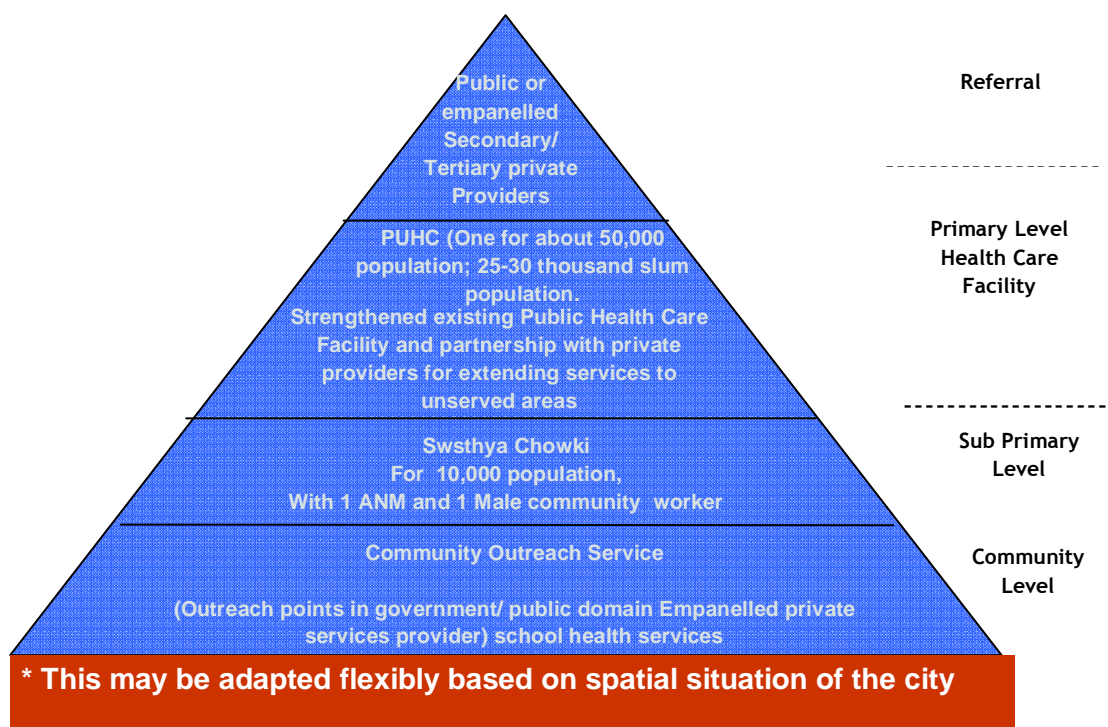 Public or
empanelled
Secondary/
Tertiary private
Providers
Referral
PUHC (One for about 50,000
population; 25-30 thousand slum
population.
Strengthened existing Public Health Care
Facility and partnership with private
providers for extending services to
unserved areas
Primary Level
Health Care
Facility
Swsthya Chowki
For 10,000 population,
With 1 ANM and 1 Male community worker
Sub Primary
Level
Community Outreach Service
(Outreach points in government/ public domain Empanelled private
services provider) school health services
Community
Level
* This may be adapted flexibly based on spatial situation of the city